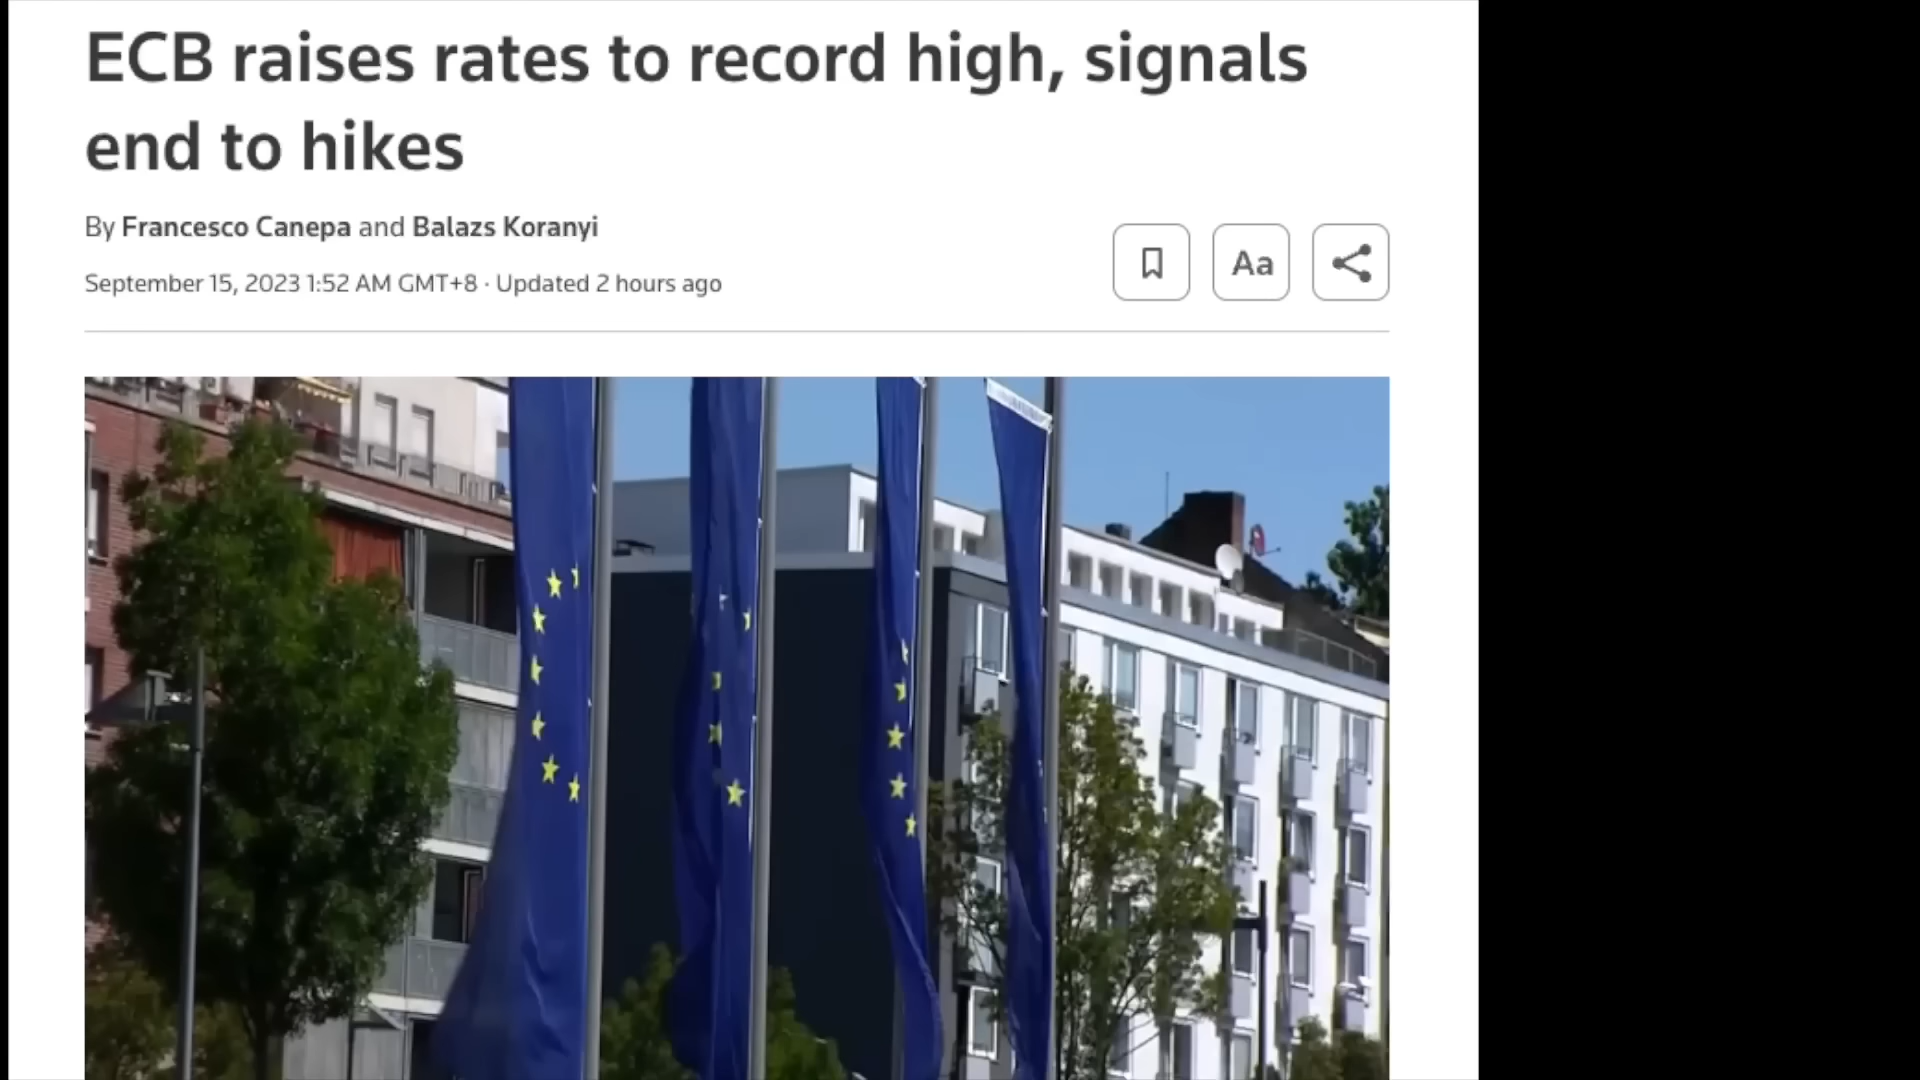 ECB raises rates to record high, signals
end to hikes
By Francesco Canepa and Balazs Koranyi
September 15, 2023 1:52 AM GMT+8 · Updated 2 hours ago
Aa